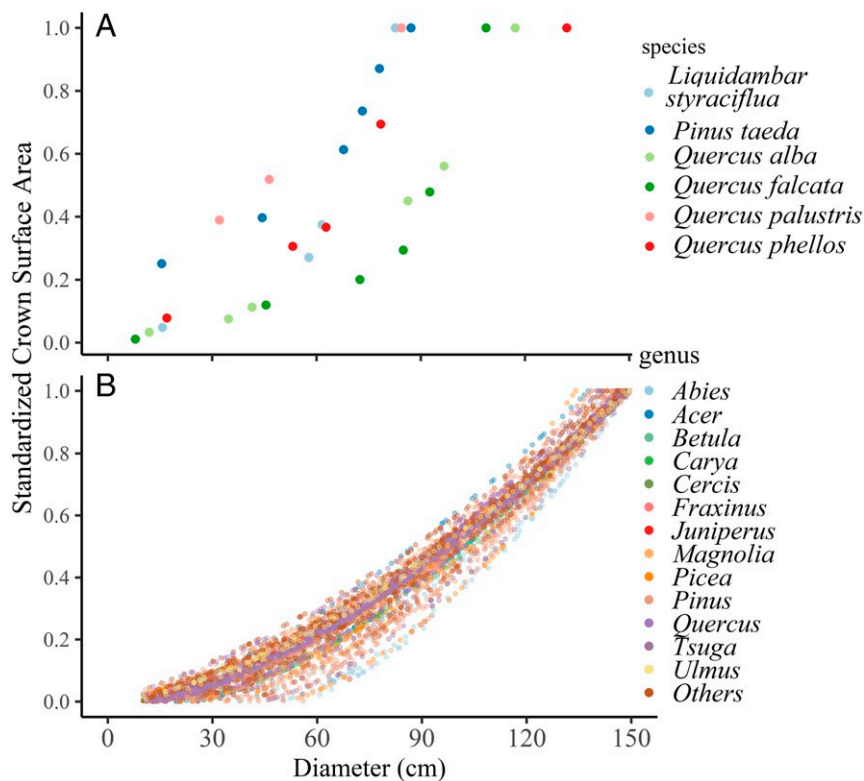 A
1.0
0.8
0.6
0.4
0.2
0.0
Standardized Crown Surface Area
species
Liquidambar
styraciflua
Pinus taeda
Quercus alba
Quercus falcata
Quercus palustris
Quercus phellos
B
1.0
0.8
0.6
0.4
0.2
0.0
0 30 60 90 120 150
Diameter (cm)
genus
Abies
Acer
Betula
Carya
Cercis
Fraxinus
Juniperus
Magnolia
Picea
Pinus
Quercus
Tsuga
Ulmus
Others